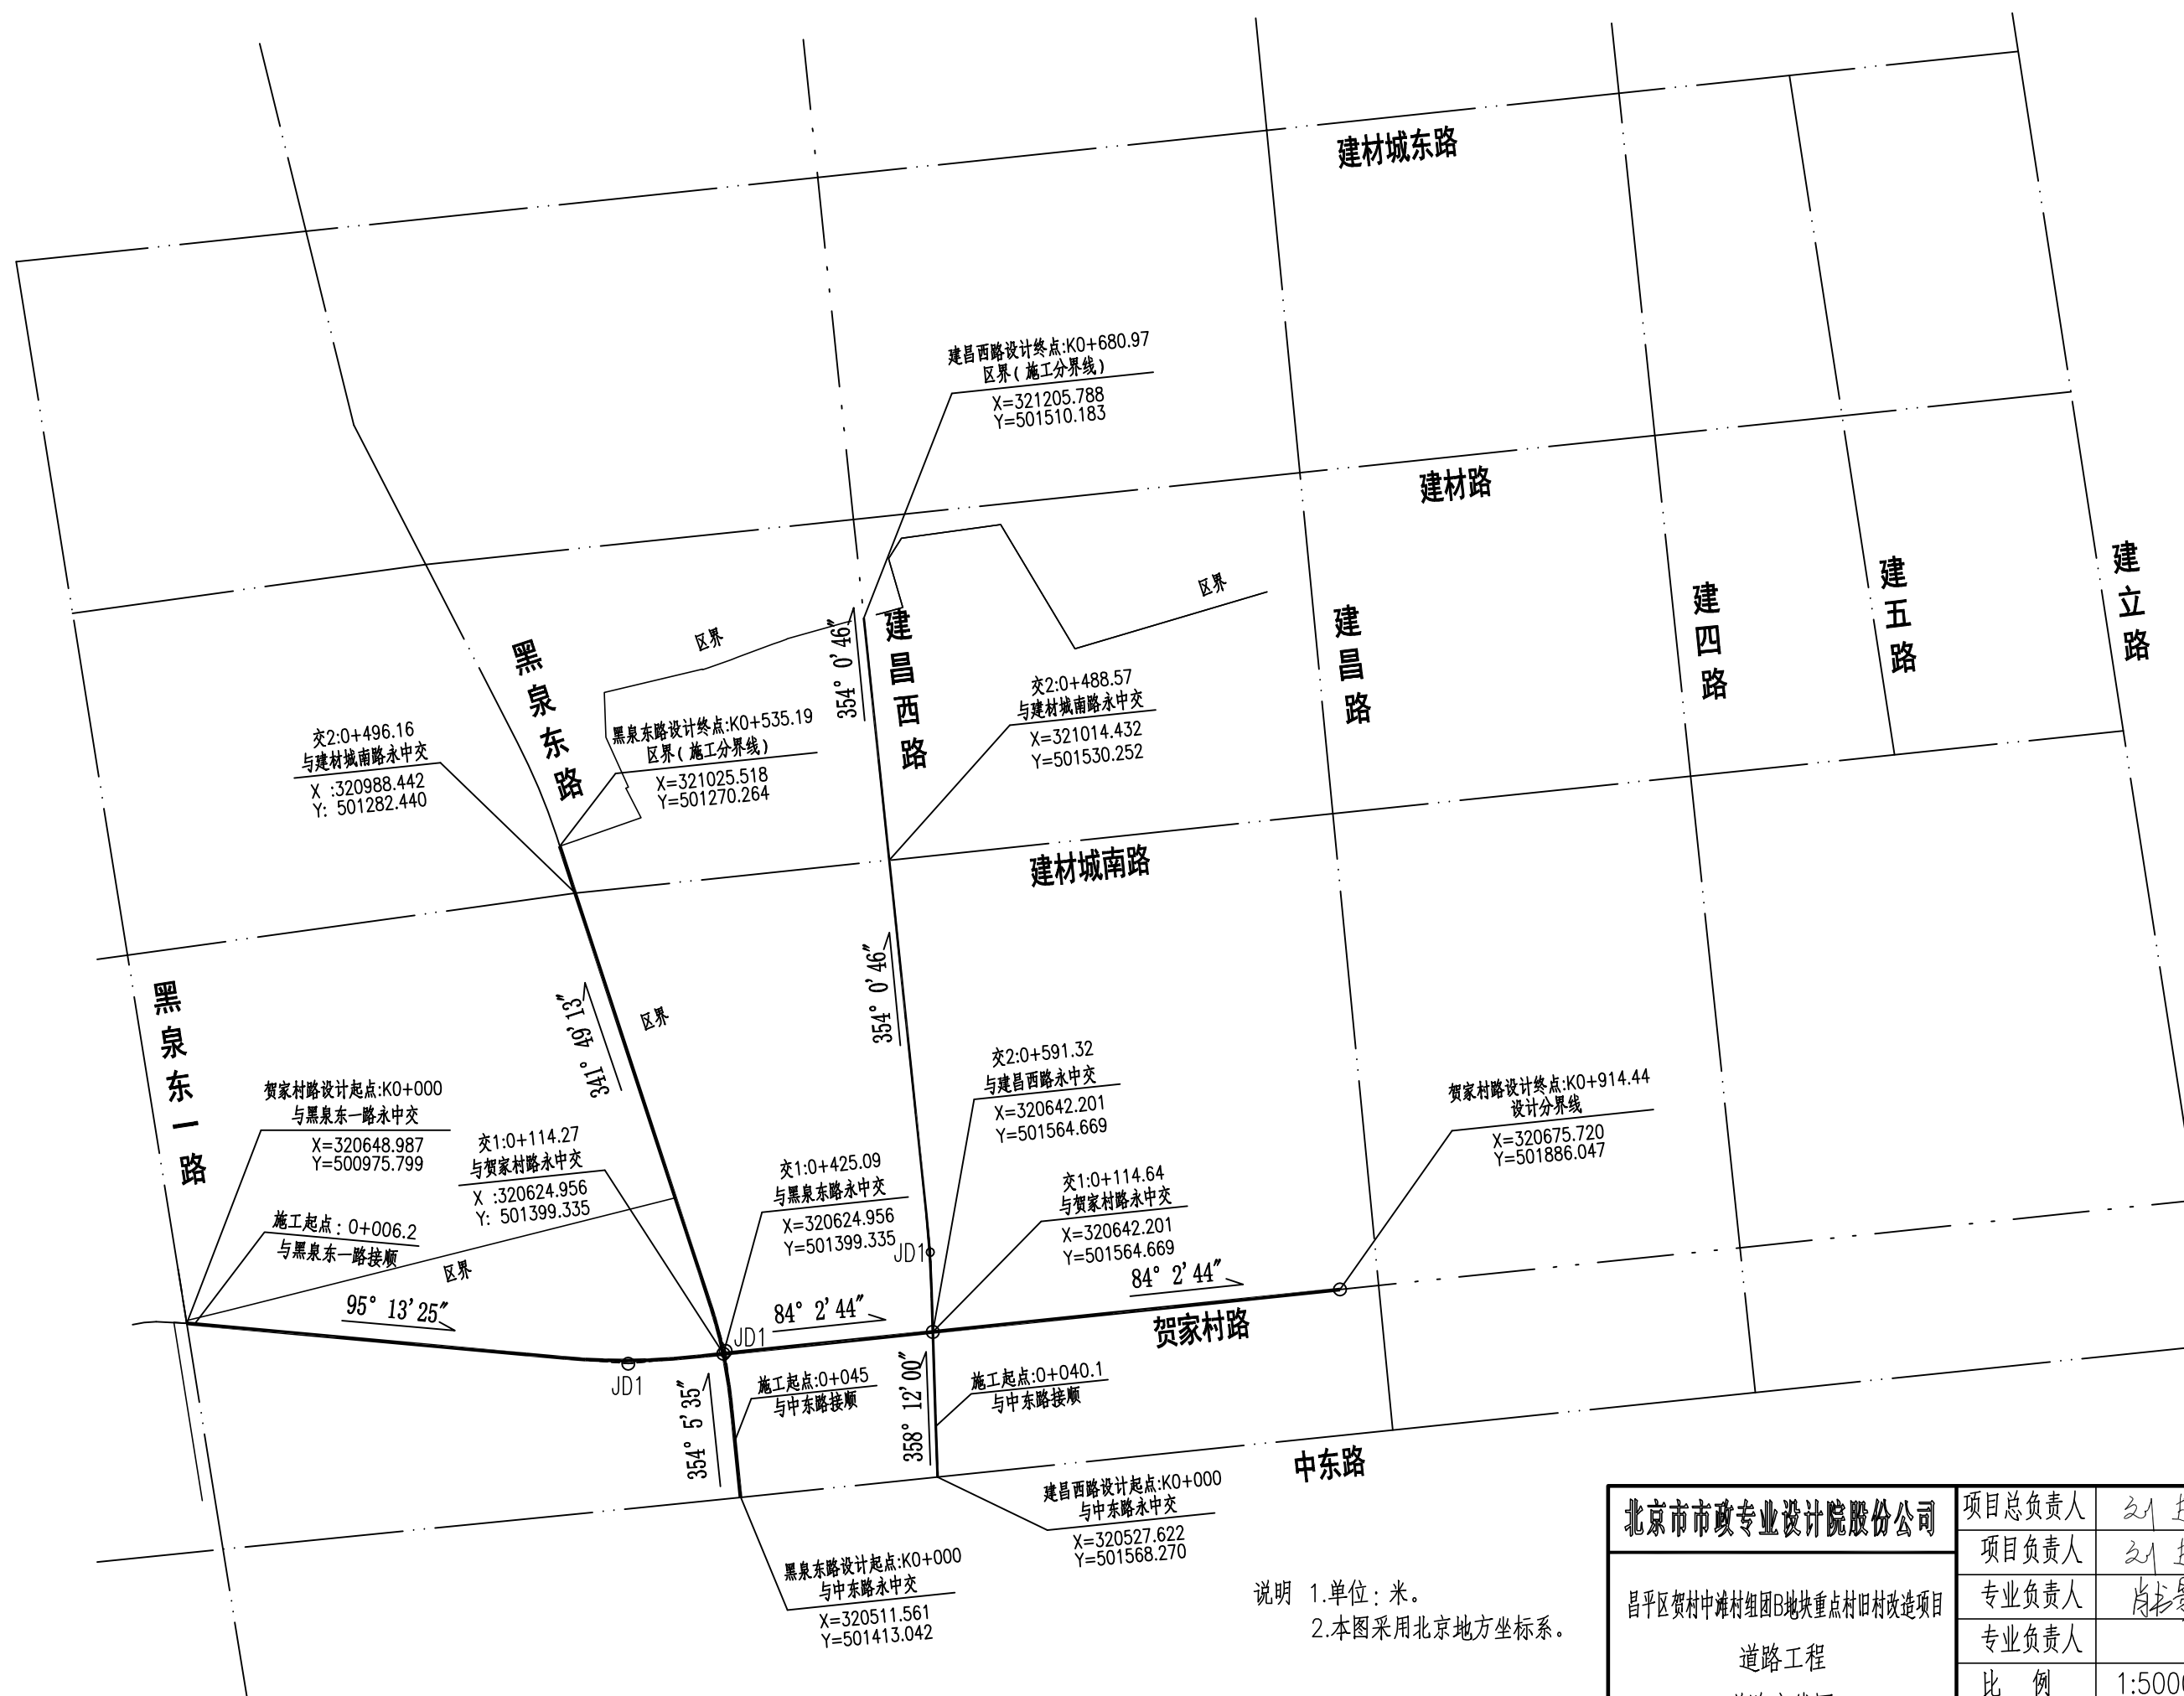 建材城东路
建昌西路设计终点:K0+680.97
区界(施工分界线)
X=321205.788
Y=501510.183
建材路
区界
区界
黑泉东路
建昌西路
建昌路
建四路
建五路
建立路
354° 0′46″
交2:0+488.57
与建材城南路永中交
X=321014.432
Y=501530.252
交2:0+496.16
与建材城南路永中交
X :320988.442
Y: 501282.440
黑泉东路设计终点:K0+535.19
区界(施工分界线)
X=321025.518
Y=501270.264
建材城南路
黑泉东一路
341° 49′13″
区界
354° 0′46″
贺家村路设计起点:K0+000
与黑泉东一路永中交
X=320648.987
Y=500975.799
交1:0+114.27
与贺家村路永中交
X :320624.956
Y: 501399.335
交2:0+591.32
与建昌西路永中交
X=320642.201
Y=501564.669
贺家村路设计终点:K0+914.44
设计分界线
X=320675.720
Y=501886.047
交1:0+425.09
与黑泉东路永中交
X=320624.956
Y=501399.335
交1:0+114.64
与贺家村路永中交
X=320642.201
Y=501564.669
施工起点:0+006.2
与黑泉东一路接顺
区界
JD1
95° 13′25″
84° 2′44″
84° 2′44″
贺家村路
JD1
JD1
施工起点:0+045
与中东路接顺
施工起点:0+040.1
与中东路接顺
354° 5′35″
358° 12′00″
中东路
建昌西路设计起点:K0+000
与中东路永中交
X=320527.622
Y=501568.270
黑泉东路设计起点:K0+000
与中东路永中交
X=320511.561
Y=501413.042
说明 1.单位:米。
2.本图采用北京地方坐标系。
北京市市政专业设计院股份公司
昌平区贺村中滩村组团B地块重点村旧村改造项目
道路工程
项目总负责人
项目负责人
专业负责人
专业负责人
比 例 1:500